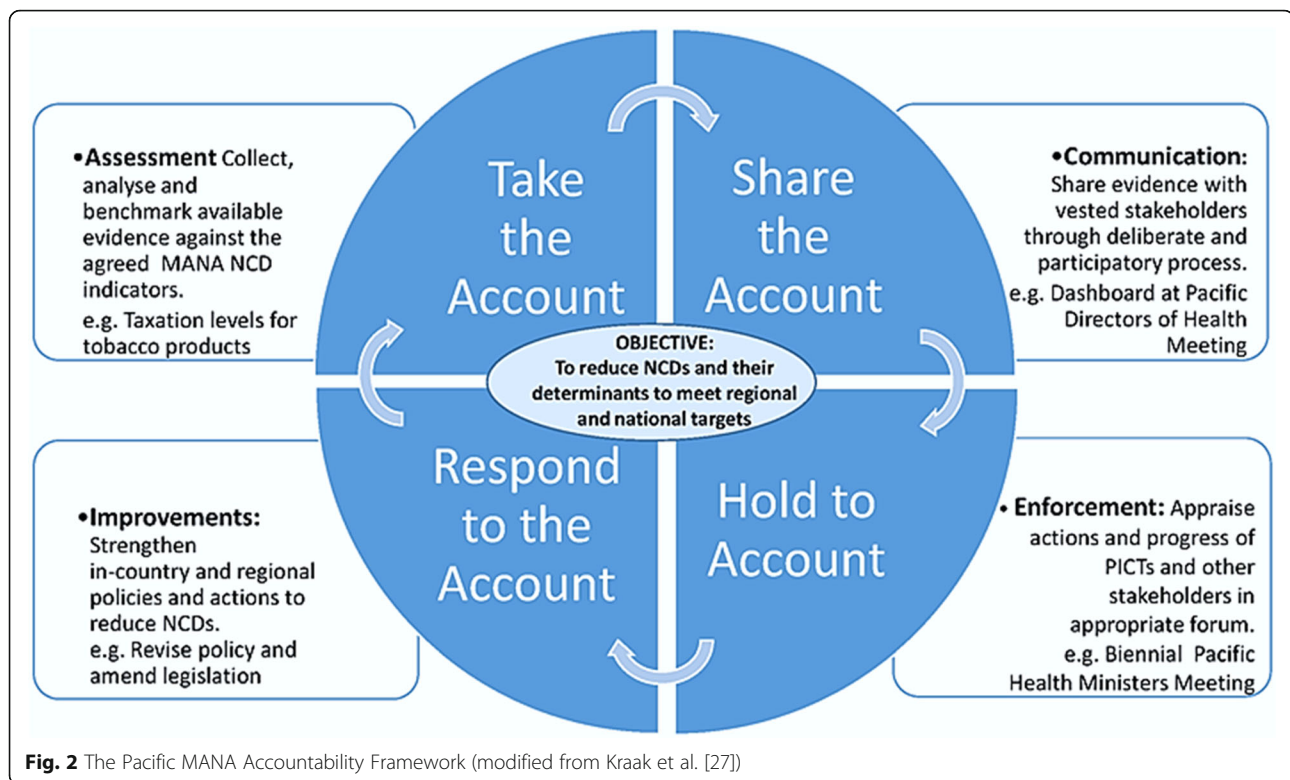 •Assessment Collect,
analyse and
benchmark available
evidence against the
agreed MANA NCD
indicators.
e.g. Taxation levels for
tobacco products
Take
the
Account
Share
the
Account
•Communication:
Share evidence with
vested stakeholders
through deliberate and
participatory process.
e.g. Dashboard at Pacific
Directors of Health
Meeting
OBJECTIVE:
To reduce NCDs and their
determinants to meet regional
and national targets
•Improvements:
Strengthen
in-country and regional
policies and actions to
reduce NCDs.
e.g. Revise policy and
amend legislation
Respond
to the
Account
Hold to
Account
• Enforcement: Appraise
actions and progress of
PICTs and other
stakeholders in
appropriate forum.
e.g. Biennial Pacific
Health Ministers Meeting
Fig. 2 The Pacific MANA Accountability Framework (modified from Kraak et al. [27])